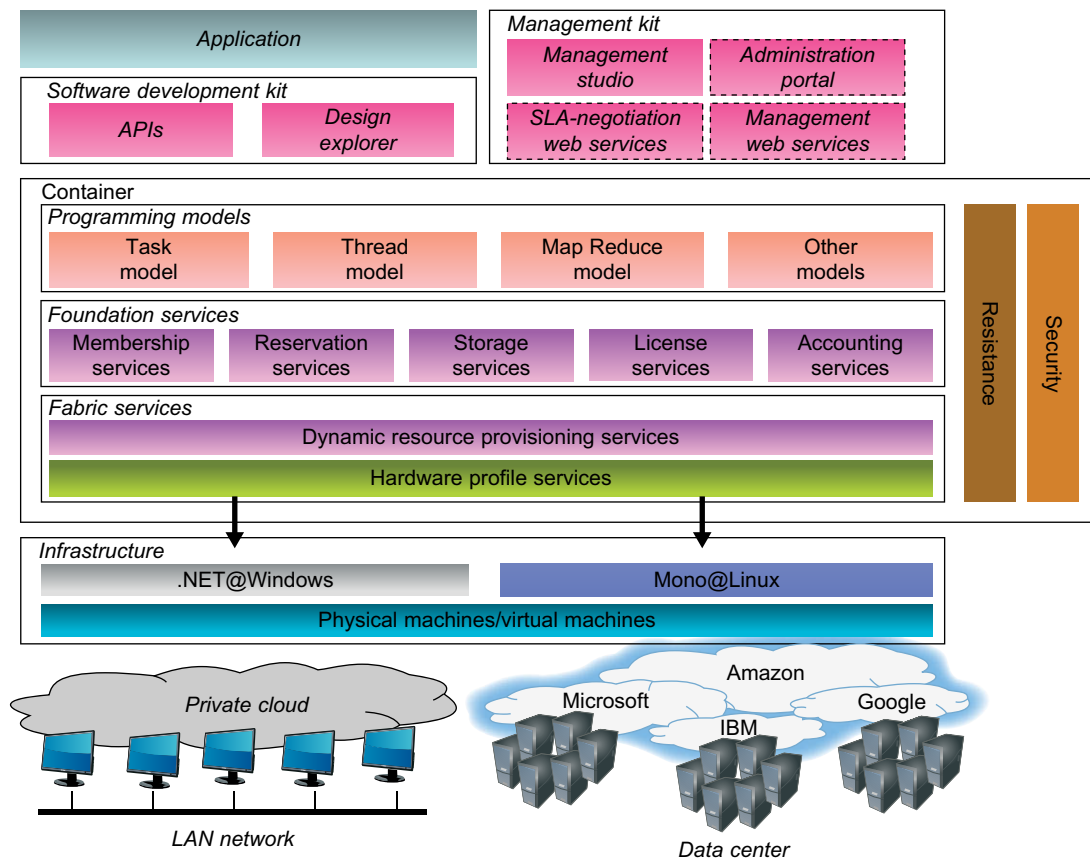 Application
Software development kit
APIs
Design
explorer
Management kit
Management
studio
Administration
portal
SLA-negotiation
web services
Management
web services
Container
Programming models
Task
model
Thread
model
Map Reduce
model
Other
models
Foundation services
Membership
services
Reservation
services
Storage
services
License
services
Accounting
services
Fabric services
Dynamic resource provisioning services
Hardware profile services
Resistance
Security
Infrastructure
.NET@Windows
Mono@Linux
Physical machines/virtual machines
Private cloud
LAN network
Amazon
Microsoft
Google
IBM
Data center